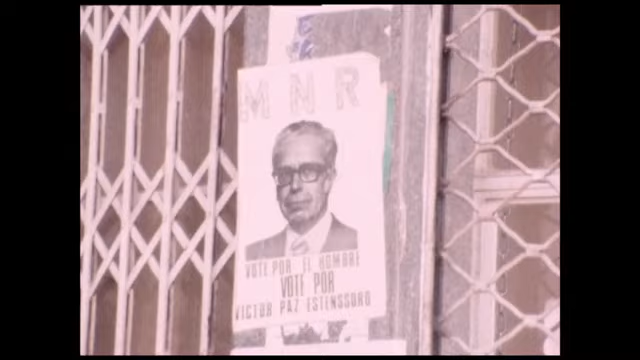 MNR
VOTE POR EL HOMBRE
VOTE POR
VICTOR PAZ ESTENSSORO